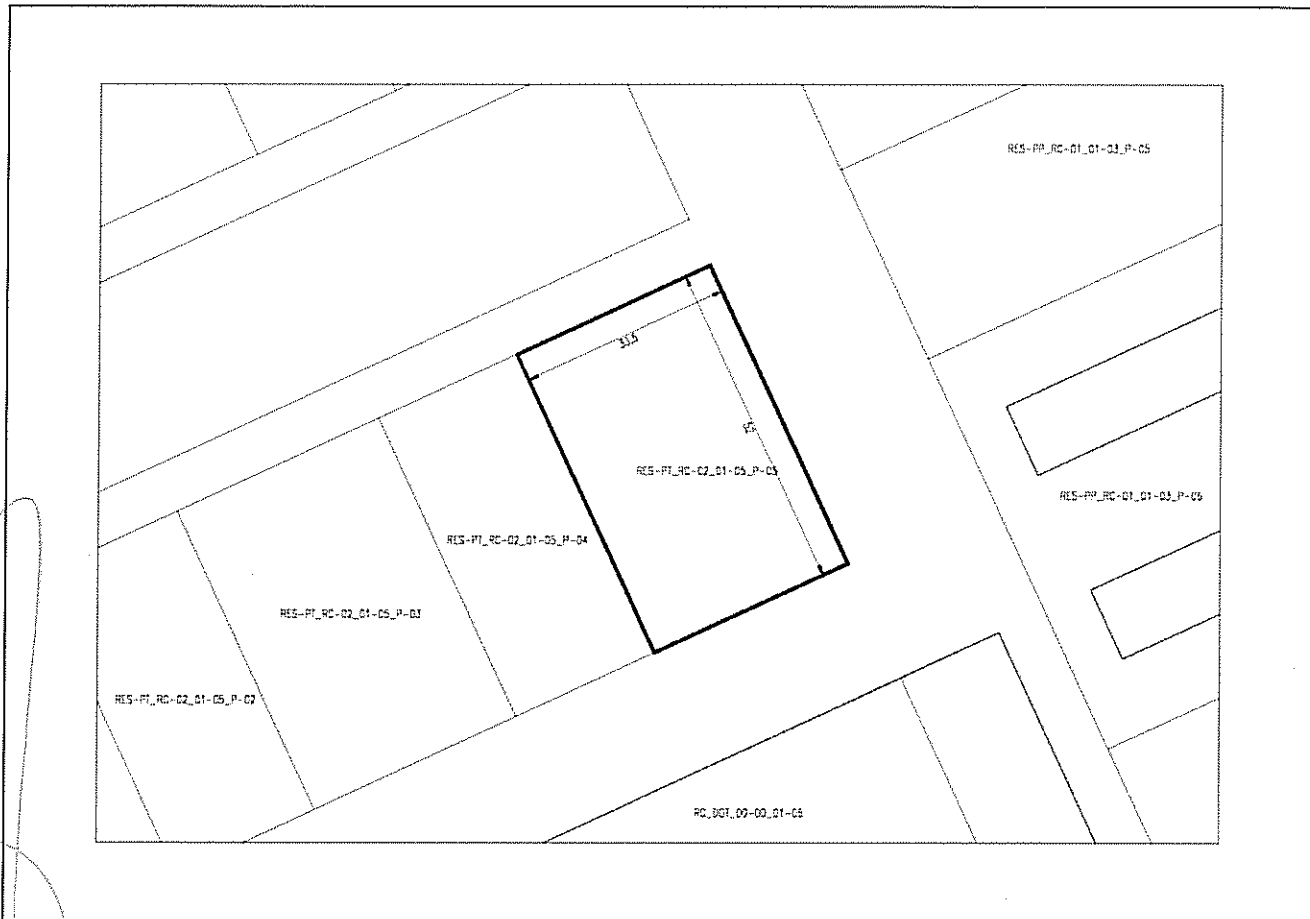 RES-PP_RC-01_01-03_P-05
33,5
RES-PT_RC-02_01-05_P-05
RES-PP_RC-01_01-03_P-06
RES-PT_RC-02_01-05_P-04
RES-PT_RC-02_01-05_P-03
RES-PT_RC-02_01-05_P-02
RC_DOT_00-00_01-05